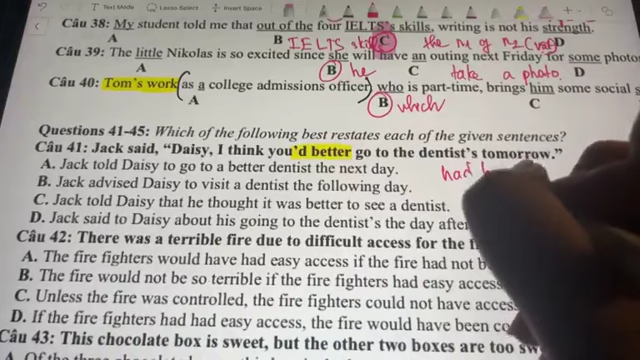 Text Mode Lasso Select Insert Space
Câu 38: My student told me that out of the four IELTS's skills, writing is not his strength.
A B IELTS skill C the N of N2 (vađ D
Câu 39: The little Nikolas is so excited since she will have an outing next Friday for some photo
A B he C take a photo. D
Câu 40: Tom's work (as a college admissions officer) who is part-time, brings him some social s
A B which C
Questions 41-45: Which of the following best restates each of the given sentences?
Câu 41: Jack said, “Daisy, I think you'd better go to the dentist's tomorrow.”
A. Jack told Daisy to go to a better dentist the next day.
had
B. Jack advised Daisy to visit a dentist the following day.
C. Jack told Daisy that he thought it was better to see a dentist.
D. Jack said to Daisy about his going to the dentist's the day after
Câu 42: There was a terrible fire due to difficult access for the
A. The fire fighters would have had easy access if the fire had not b
B. The fire would not be so terrible if the fire fighters had easy access
C. Unless the fire was controlled, the fire fighters could not have access
D. If the fire fighters had had easy access, the fire would have been co
Câu 43: This chocolate box is sweet, but the other two boxes are too sw
A. Of the three